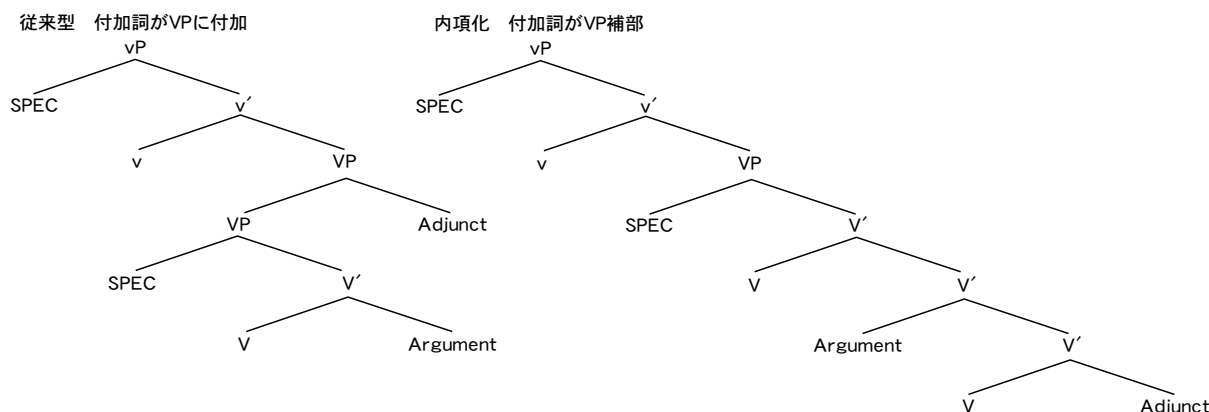 従来型 付加詞がVPに付加
vP
SPEC v′
v VP
VP Adjunct
SPEC V′
V Argument
内項化 付加詞がVP補部
vP
SPEC v′
v VP
SPEC V′
V V′
Argument V′
V Adjunct